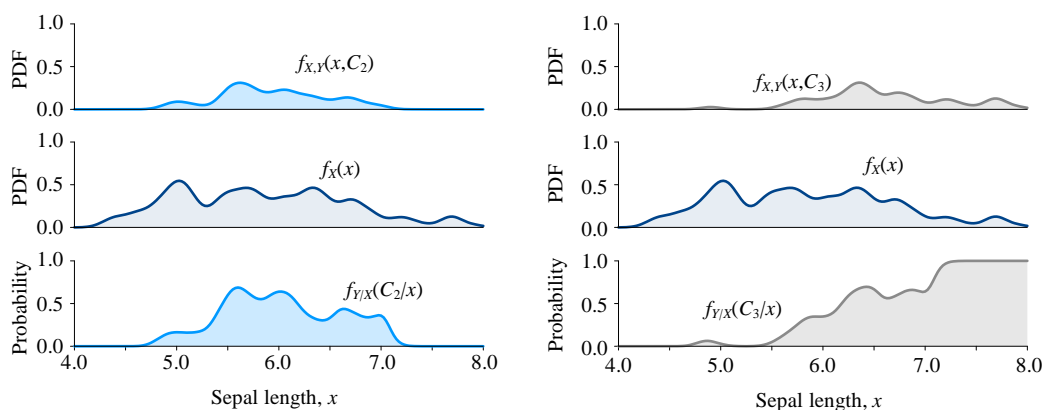 1.0
PDF
0.5
f_{X,Y}(x,C_2)
0.0
1.0
PDF
0.5
f_X(x)
0.0
1.0
Probability
0.5
f_{Y/X}(C_2/x)
0.0
4.0 5.0 6.0 7.0 8.0
Sepal length, x
1.0
PDF
0.5
f_{X,Y}(x,C_3)
0.0
1.0
PDF
0.5
f_X(x)
0.0
1.0
Probability
0.5
f_{Y/X}(C_3/x)
0.0
4.0 5.0 6.0 7.0 8.0
Sepal length, x